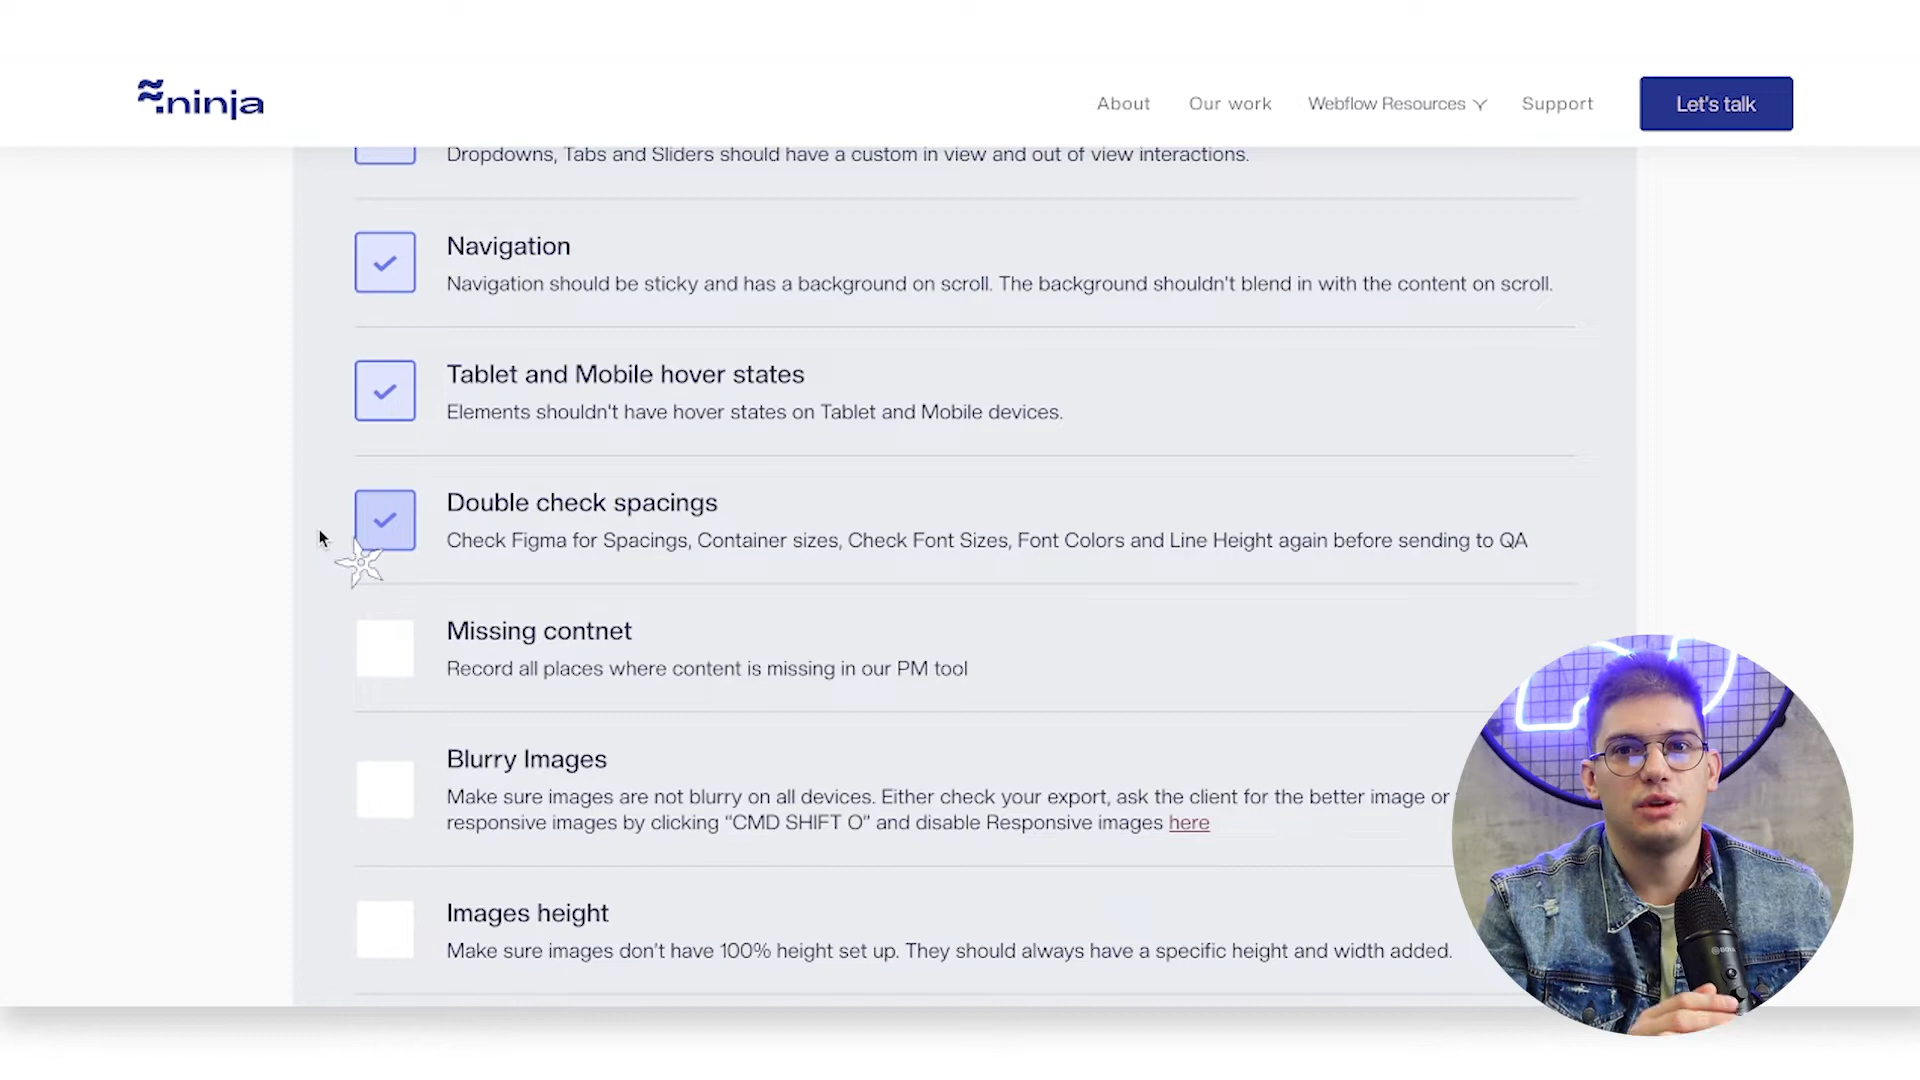 ninja
About
Our work
Webflow Resources
Support
Let's talk
Dropdowns, Tabs and Sliders should have a custom in view and out of view interactions.
Navigation
Navigation should be sticky and has a background on scroll. The background shouldn't blend in with the content on scroll.
Tablet and Mobile hover states
Elements shouldn't have hover states on Tablet and Mobile devices.
Double check spacings
Check Figma for Spacings, Container sizes, Check Font Sizes, Font Colors and Line Height again before sending to QA
Missing contnet
Record all places where content is missing in our PM tool
Blurry Images
Make sure images are not blurry on all devices. Either check your export, ask the client for the better image or
responsive images by clicking “CMD SHIFT O” and disable Responsive images here
Images height
Make sure images don’t have 100% height set up. They should always have a specific height and width added.